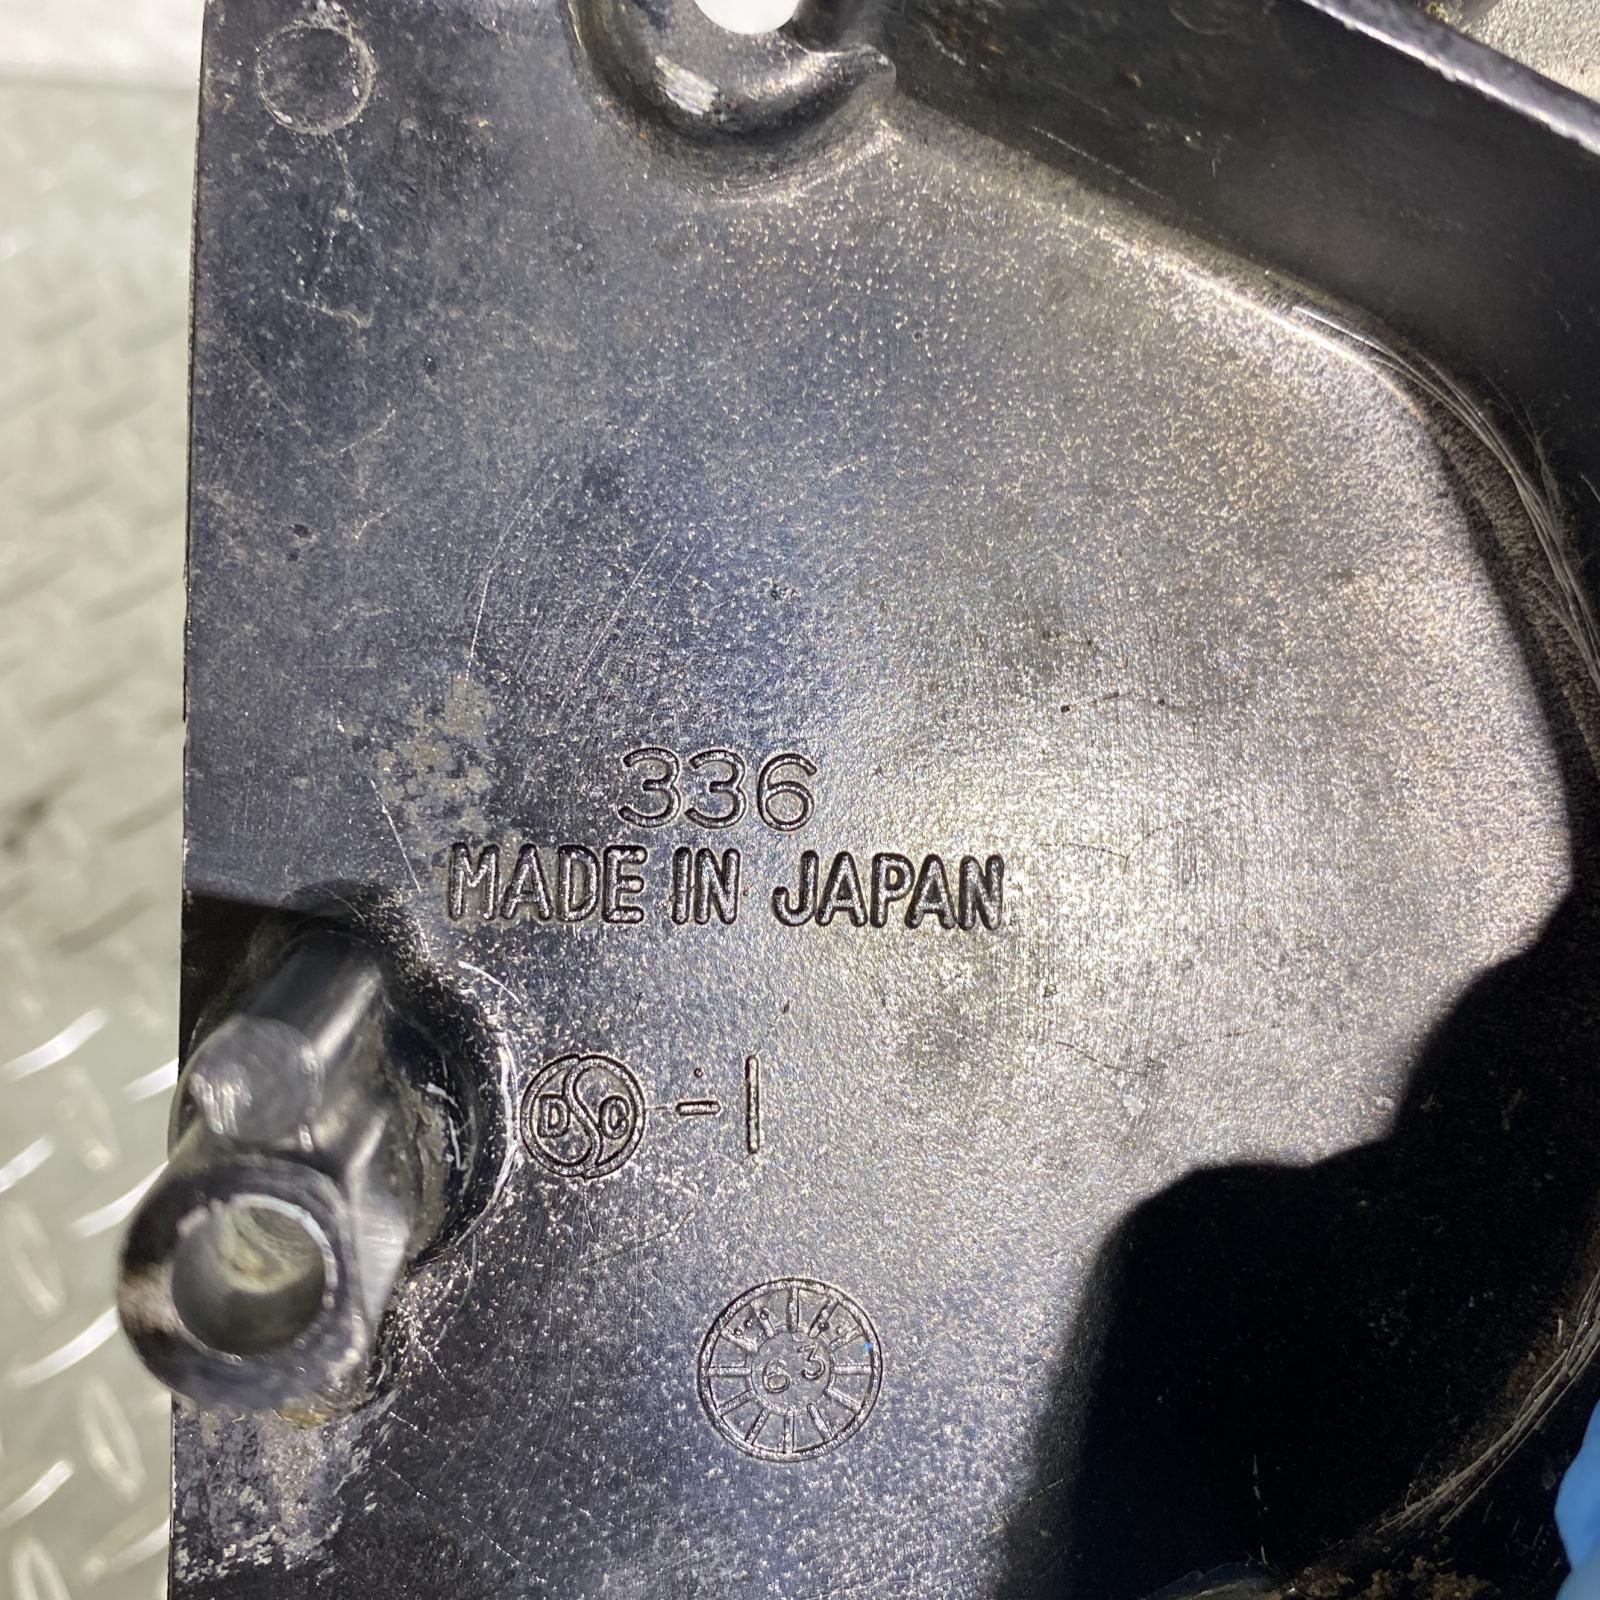 336
MADE IN JAPAN
DSC -1
63